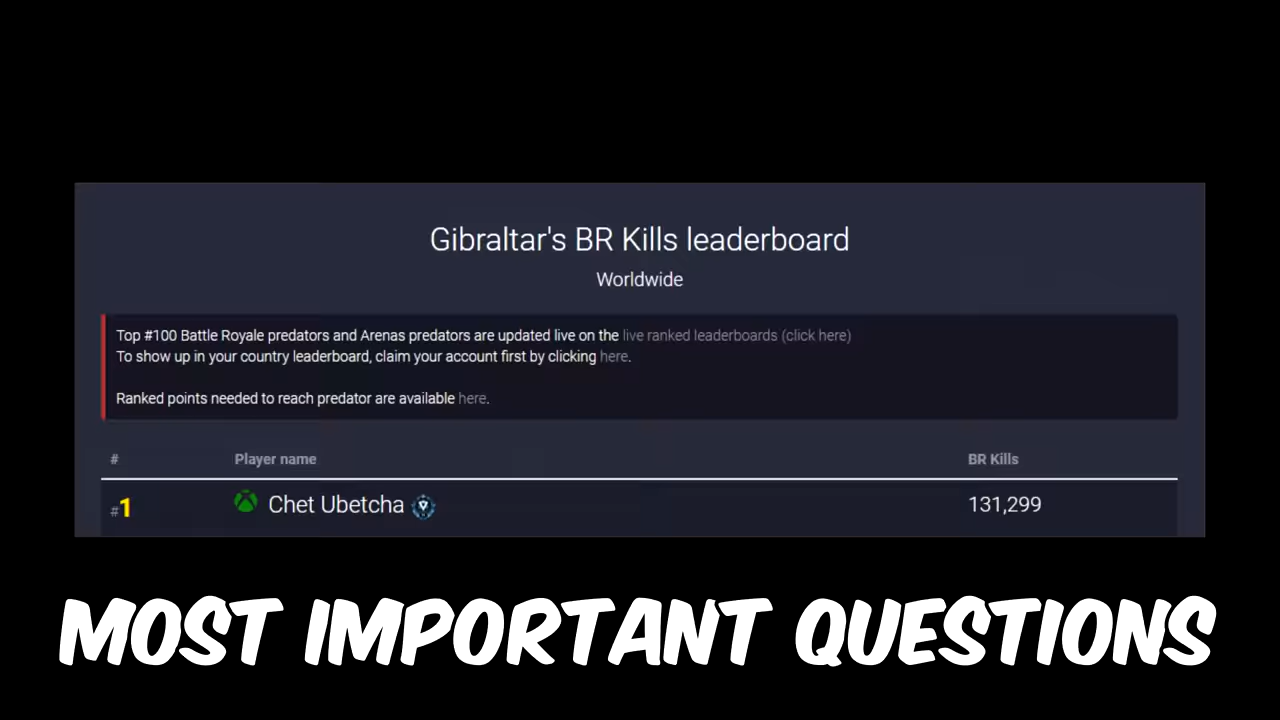 Gibraltar's BR Kills leaderboard
Worldwide
Top #100 Battle Royale predators and Arenas predators are updated live on the live ranked leaderboards (click here)
To show up in your country leaderboard, claim your account first by clicking here.
Ranked points needed to reach predator are available here.
# Player name BR Kills
#1 Chet Ubetcha 131,299
MOST IMPORTANT QUESTIONS